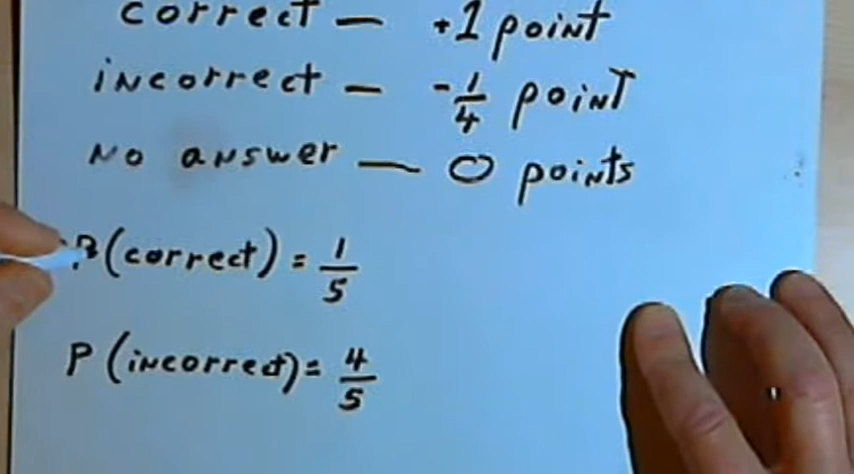 correct — +1 point
incorrect — -1/4 point
No answer — 0 points
P(correct) = 1/5
P(incorrect) = 4/5